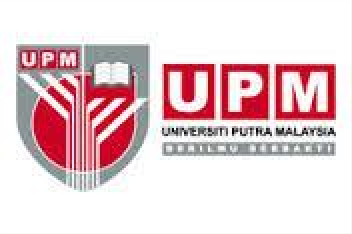 UPM
UPM
UNIVERSITI PUTRA MALAYSIA
BERILMU BERBAKTI